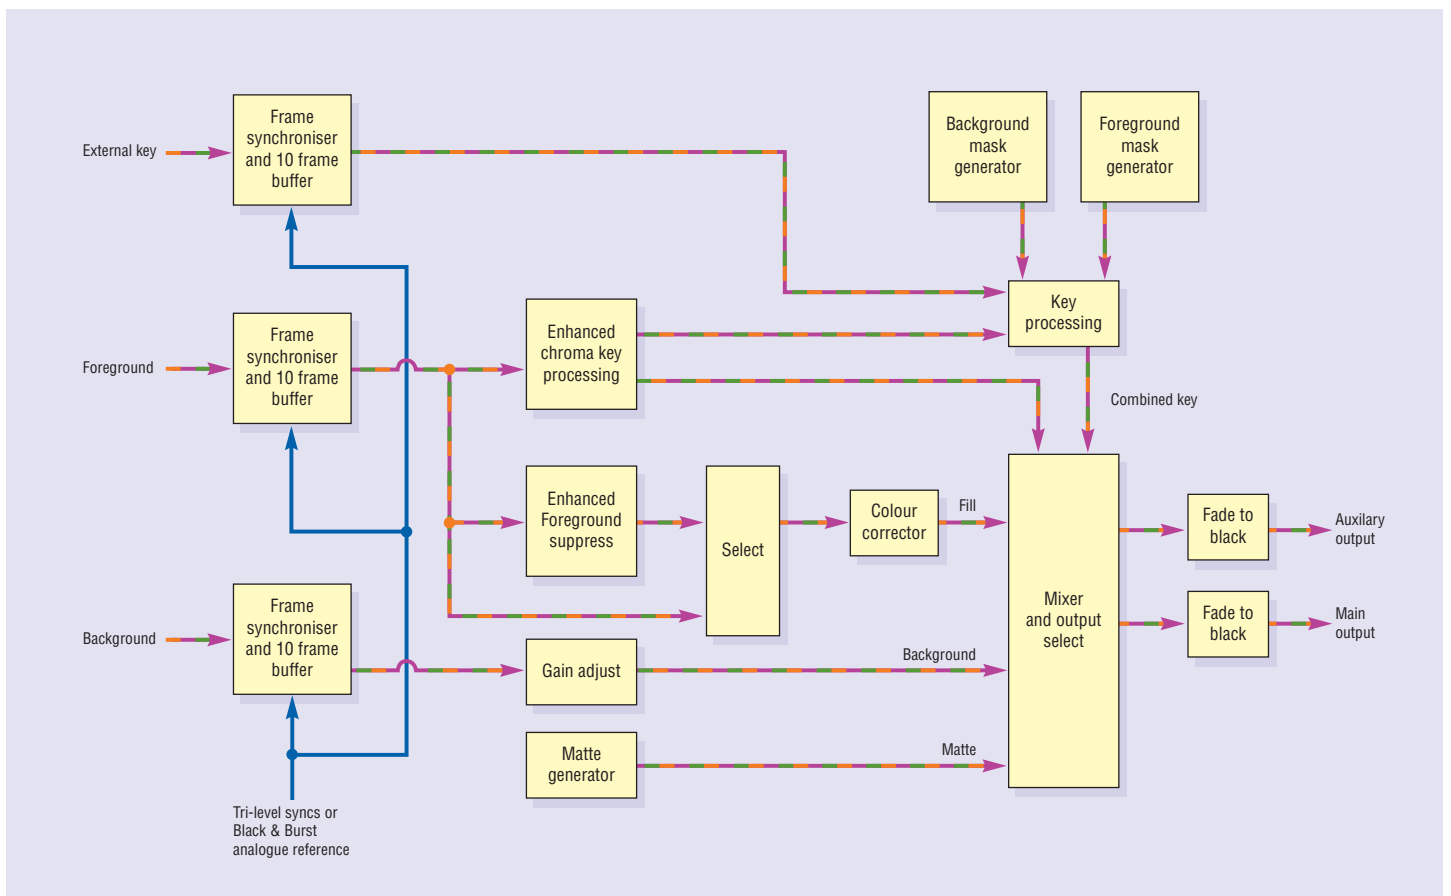 Frame
synchroniser
and 10 frame
buffer
External key
Background
mask
generator
Foreground
mask
generator
Key
processing
Frame
synchroniser
and 10 frame
buffer
Foreground
Enhanced
chroma key
processing
Combined key
Enhanced
Foreground
suppress
Select
Colour
corrector
Fill
Mixer
and output
select
Fade to
black
Auxilary
output
Fade to
black
Main
output
Frame
synchroniser
and 10 frame
buffer
Background
Gain adjust
Background
Matte
generator
Matte
Tri-level syncs or
Black & Burst
analogue reference